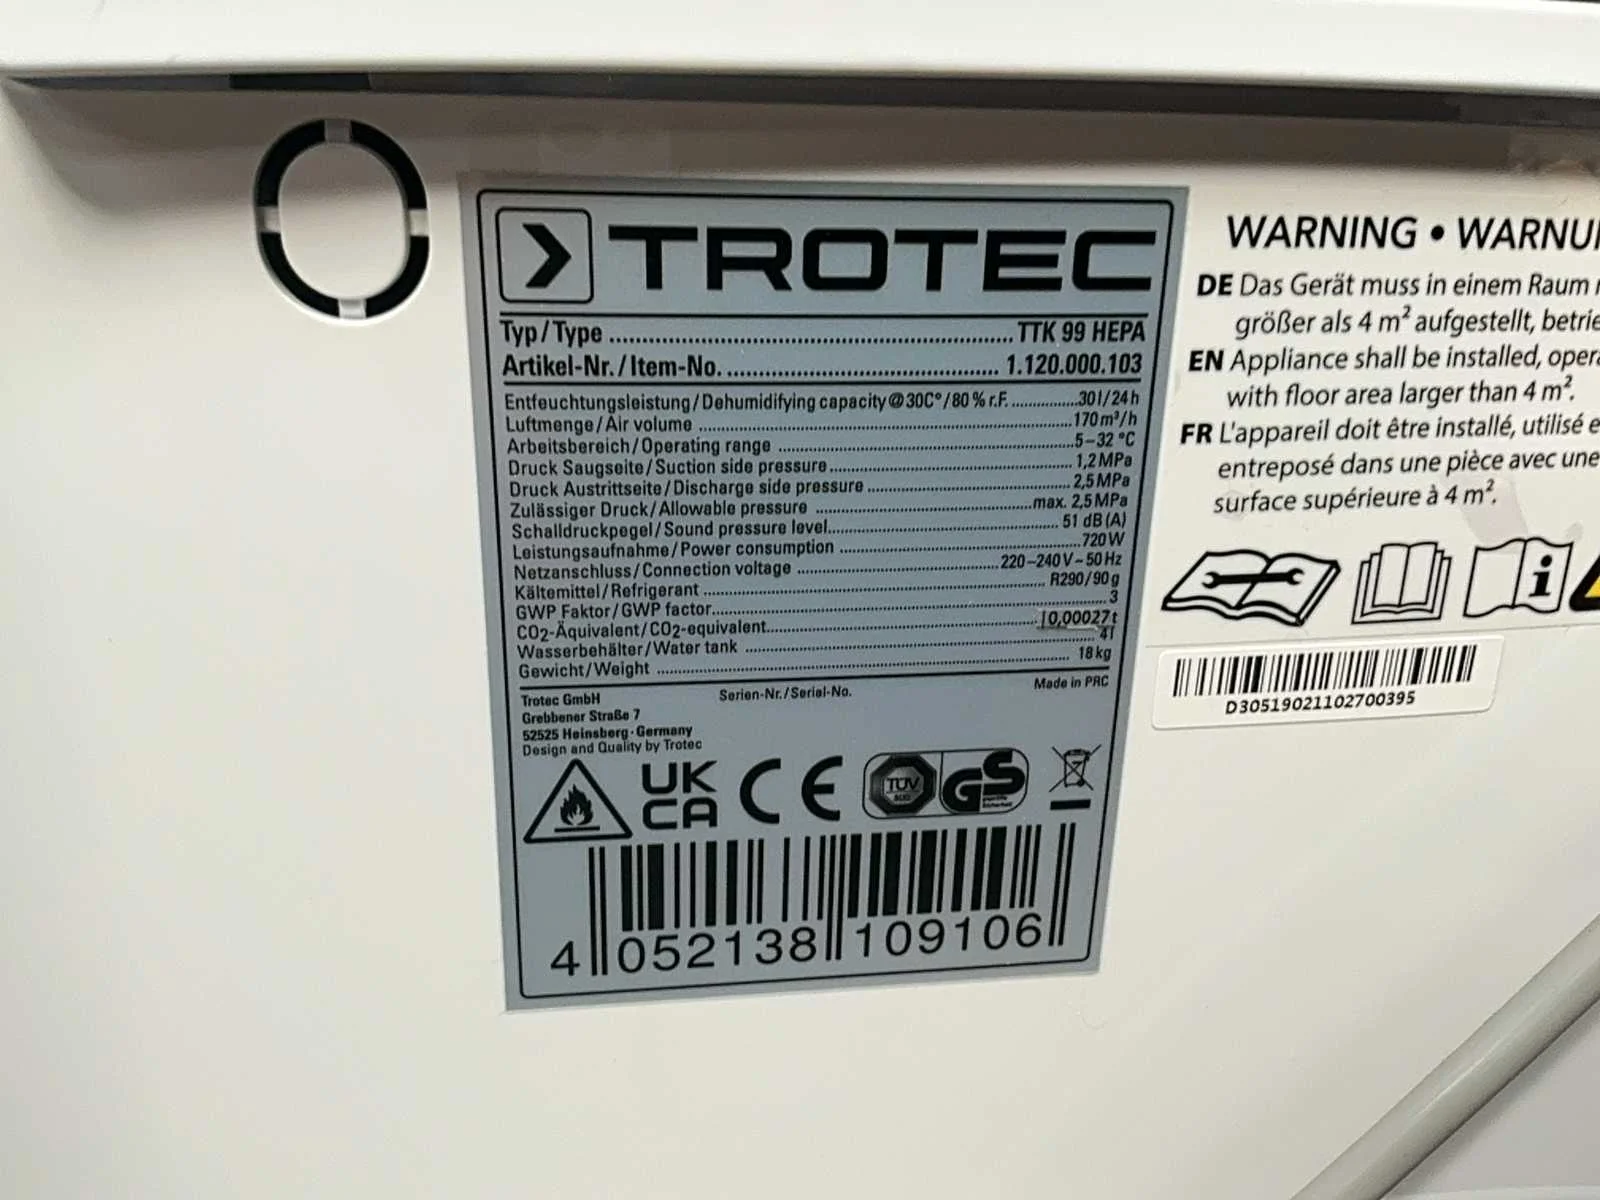 TROTEC
Typ/Type ........ TTK 99 HEPA
Artikel-Nr./Item-No. ........ 1.120.000.103
Entfeuchtungsleistung/Dehumidifying capacity@30C°/80% r.F. ........ 30l/24h
Luftmenge/Air volume ........ 170m³/h
Arbeitsbereich/Operating range ........ 5–32 °C
Druck Saugseite/Suction side pressure ........ 1,2MPa
Druck Austrittseite/Discharge side pressure ........ 2,5MPa
Zulässiger Druck/Allowable pressure ........ max. 2,5MPa
Schalldruckpegel/Sound pressure level ........ 51 dB(A)
Leistungsaufnahme/Power consumption ........ 720W
Netzanschluss/Connection voltage ........ 220–240V – 50Hz
Kältemittel/Refrigerant ........ R290/90g
GWP Faktor/GWP factor ........ 3
CO2-Äquivalent/CO2-equivalent ........ 0,00027t
Wasserbehälter/Water tank ........ 4l
Gewicht/Weight ........ 18kg
Trotec GmbH
Grebbener Straße 7
52525 Heinsberg·Germany
Design and Quality by Trotec
Serien-Nr./Serial-No.
Made in PRC
UK
CA
CE
TÜV
SÜD
GS
geprüfte
Sicherheit
4 052138 109106
WARNING • WARNU
DE Das Gerät muss in einem Raum
größer als 4 m² aufgestellt, betrie
EN Appliance shall be installed, oper
with floor area larger than 4 m².
FR L'appareil doit être installé, utilisé e
entreposé dans une pièce avec une
surface supérieure à 4 m².
D30519021102700395